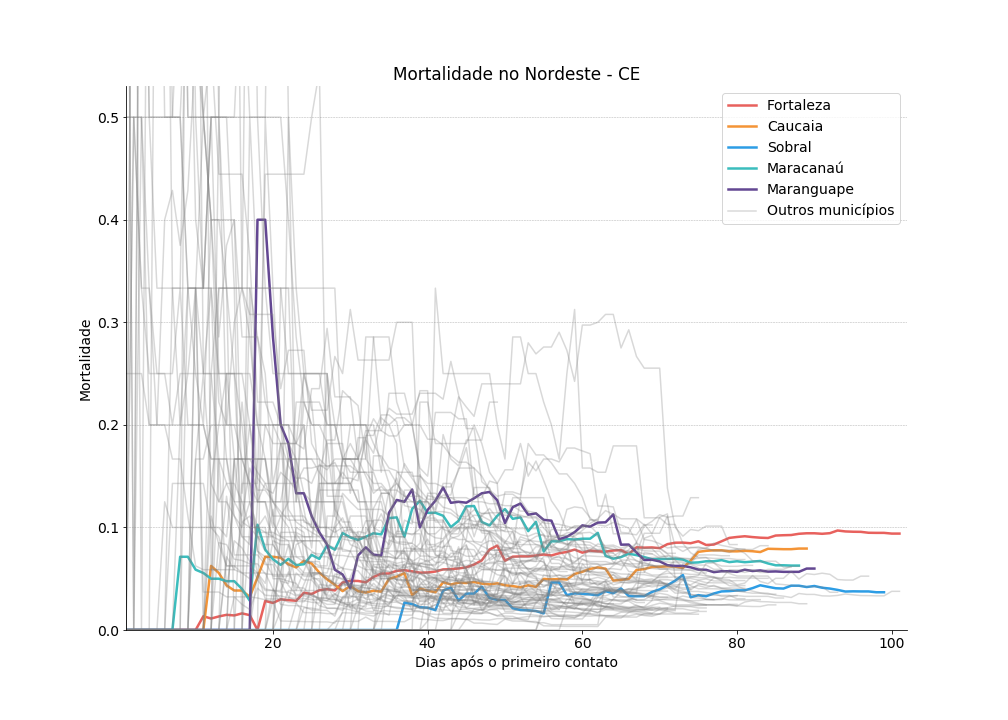 Mortalidade no Nordeste - CE
Fortaleza
Caucaia
Sobral
Maracanaú
Maranguape
Outros municípios
0.5
0.4
0.3
0.2
0.1
0.0
Mortalidade
20 40 60 80 100
Dias após o primeiro contato